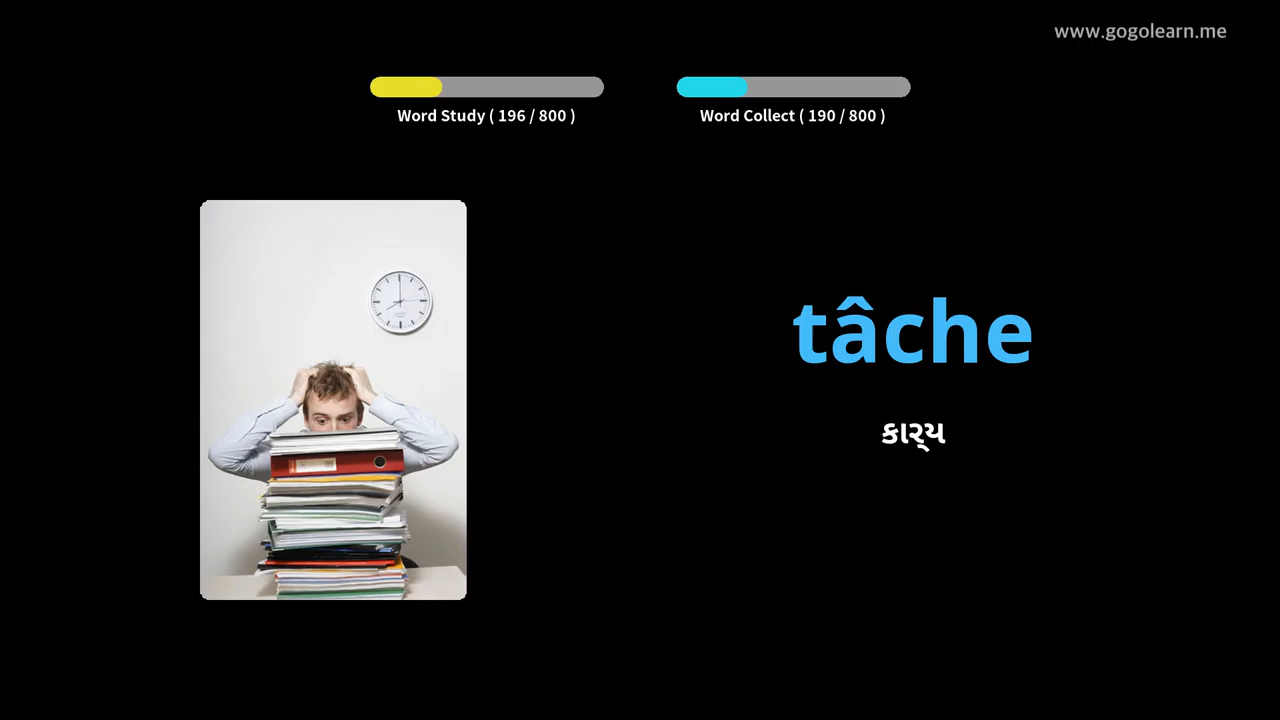 www.gogolearn.me
Word Study ( 196 / 800 )
Word Collect ( 190 / 800 )
tâche
કાર્ય